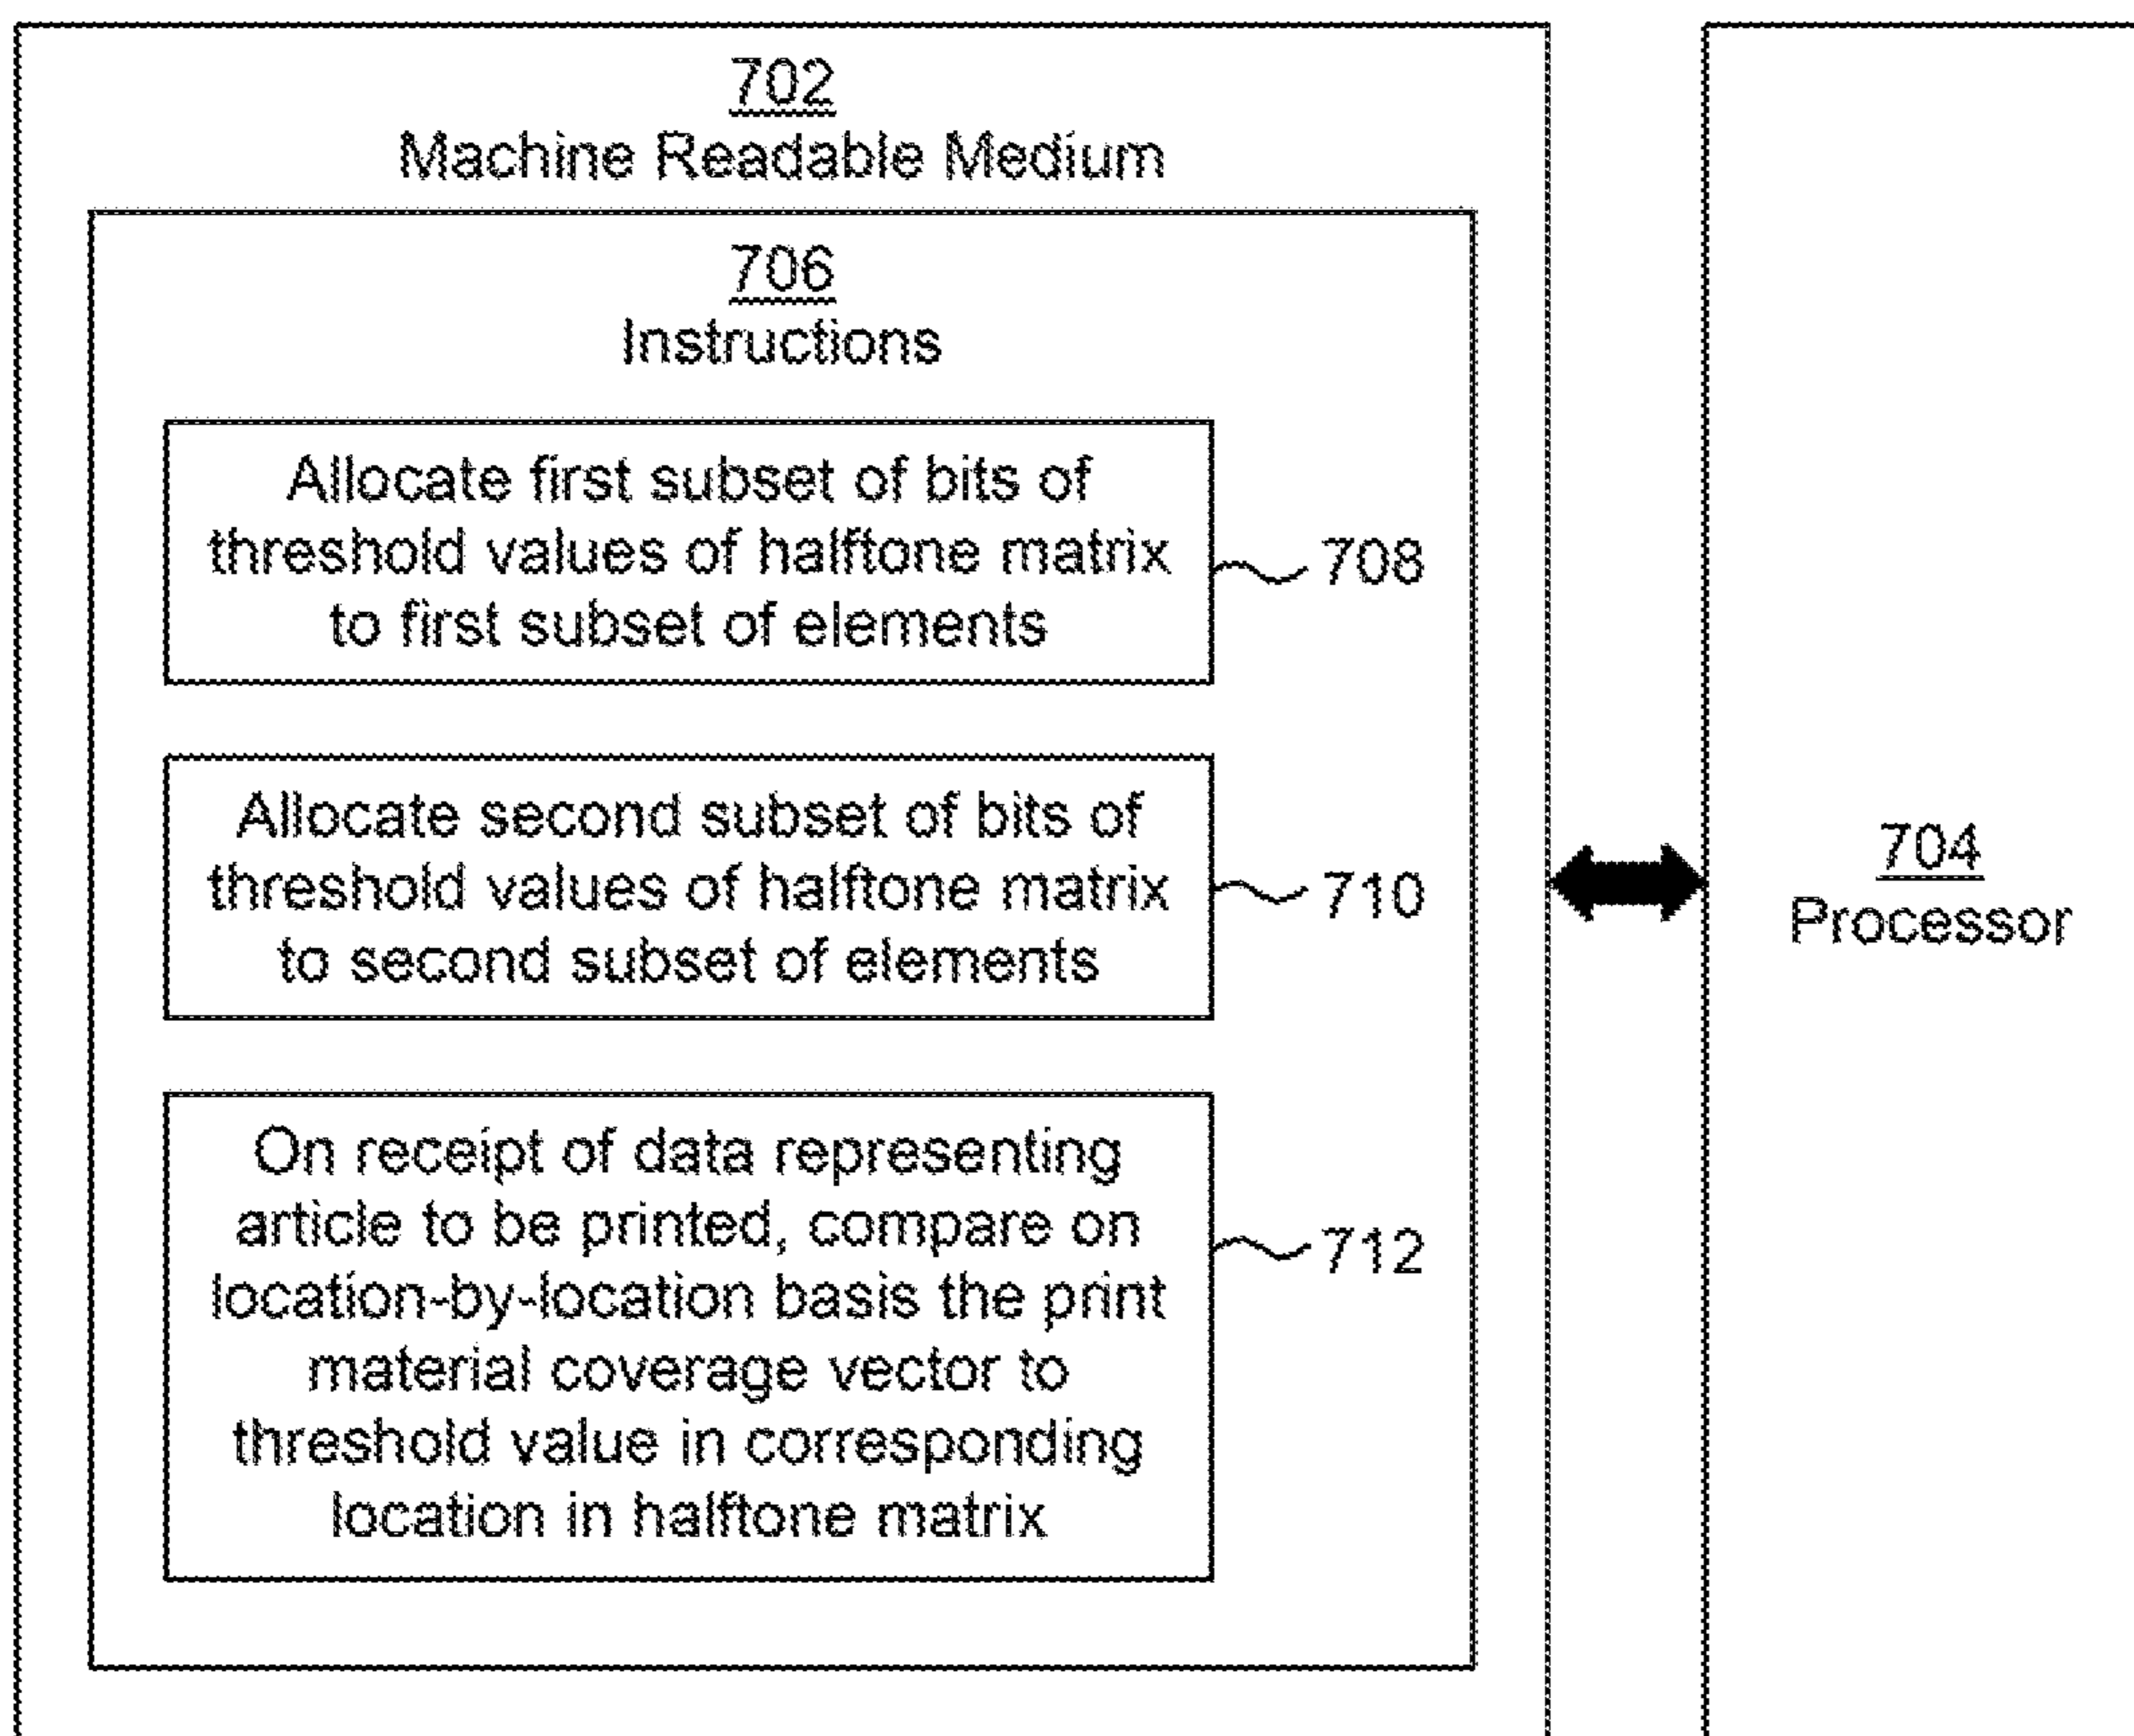 702
Machine Readable Medium
706
Instructions
Allocate first subset of bits of
threshold values of halftone matrix
to first subset of elements
708
Allocate second subset of bits of
threshold values of halftone matrix
to second subset of elements
710
On receipt of data representing
article to be printed, compare on
location-by-location basis the print
material coverage vector to
threshold value in corresponding
location in halftone matrix
712
704
Processor